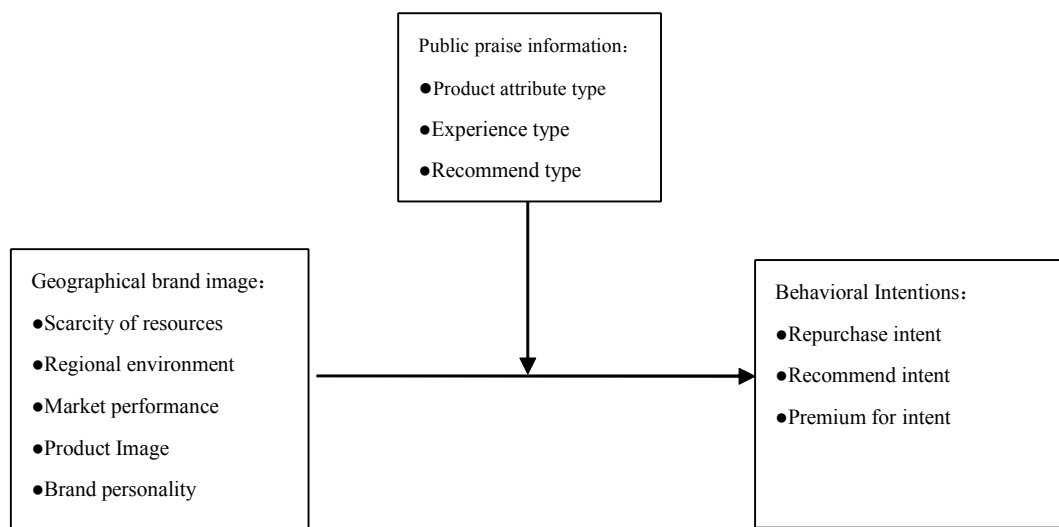 Public praise information：
●Product attribute type
●Experience type
●Recommend type
Geographical brand image：
●Scarcity of resources
●Regional environment
●Market performance
●Product Image
●Brand personality
Behavioral Intentions：
●Repurchase intent
●Recommend intent
●Premium for intent